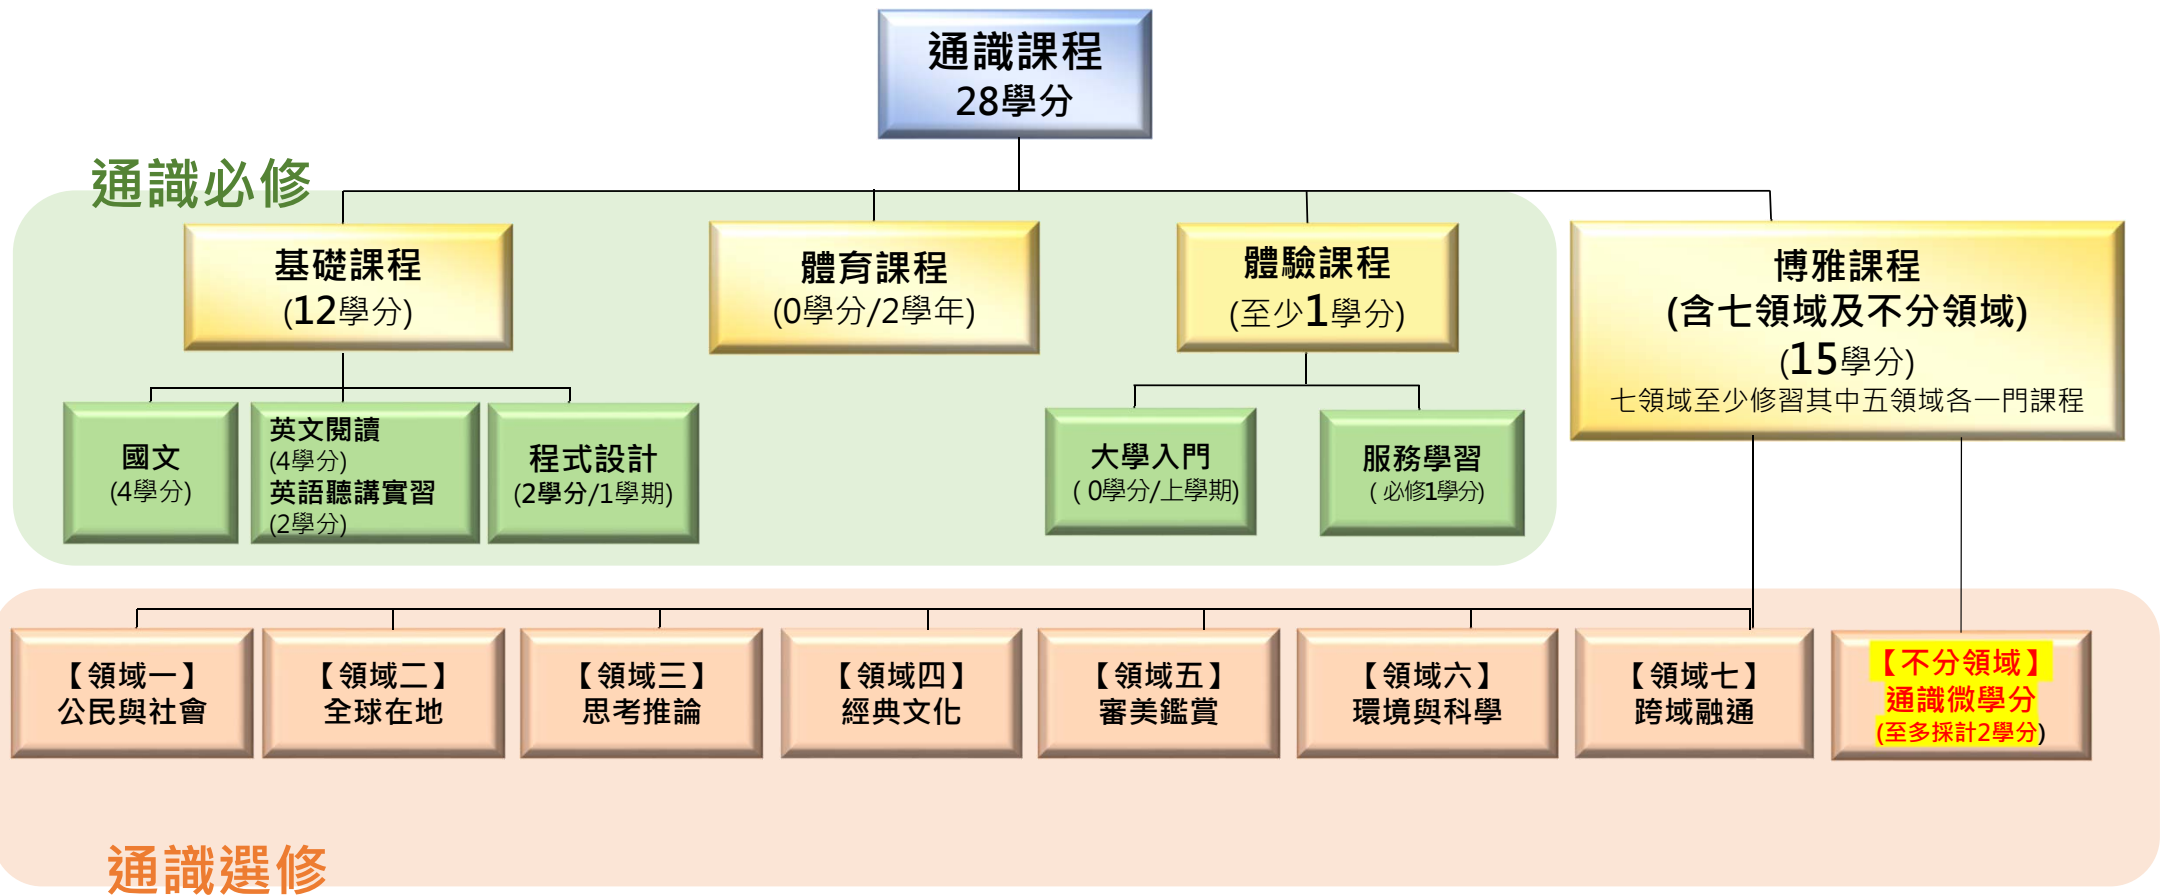 通識課程
28學分
通識必修
基礎課程
(12學分)
體育課程
(0學分/2學年)
體驗課程
(至少1學分)
博雅課程
(含七領域及不分領域)
(15學分)
七領域至少修習其中五領域各一門課程
國文
(4學分)
英文閱讀
(4學分)
英語聽講實習
(2學分)
程式設計
(2學分/1學期)
大學入門
( 0學分/上學期)
服務學習
( 必修1學分)
【領域一】
公民與社會
【領域二】
全球在地
【領域三】
思考推論
【領域四】
經典文化
【領域五】
審美鑑賞
【領域六】
環境與科學
【領域七】
跨域融通
【不分領域】
通識微學分
(至多採計2學分)
通識選修